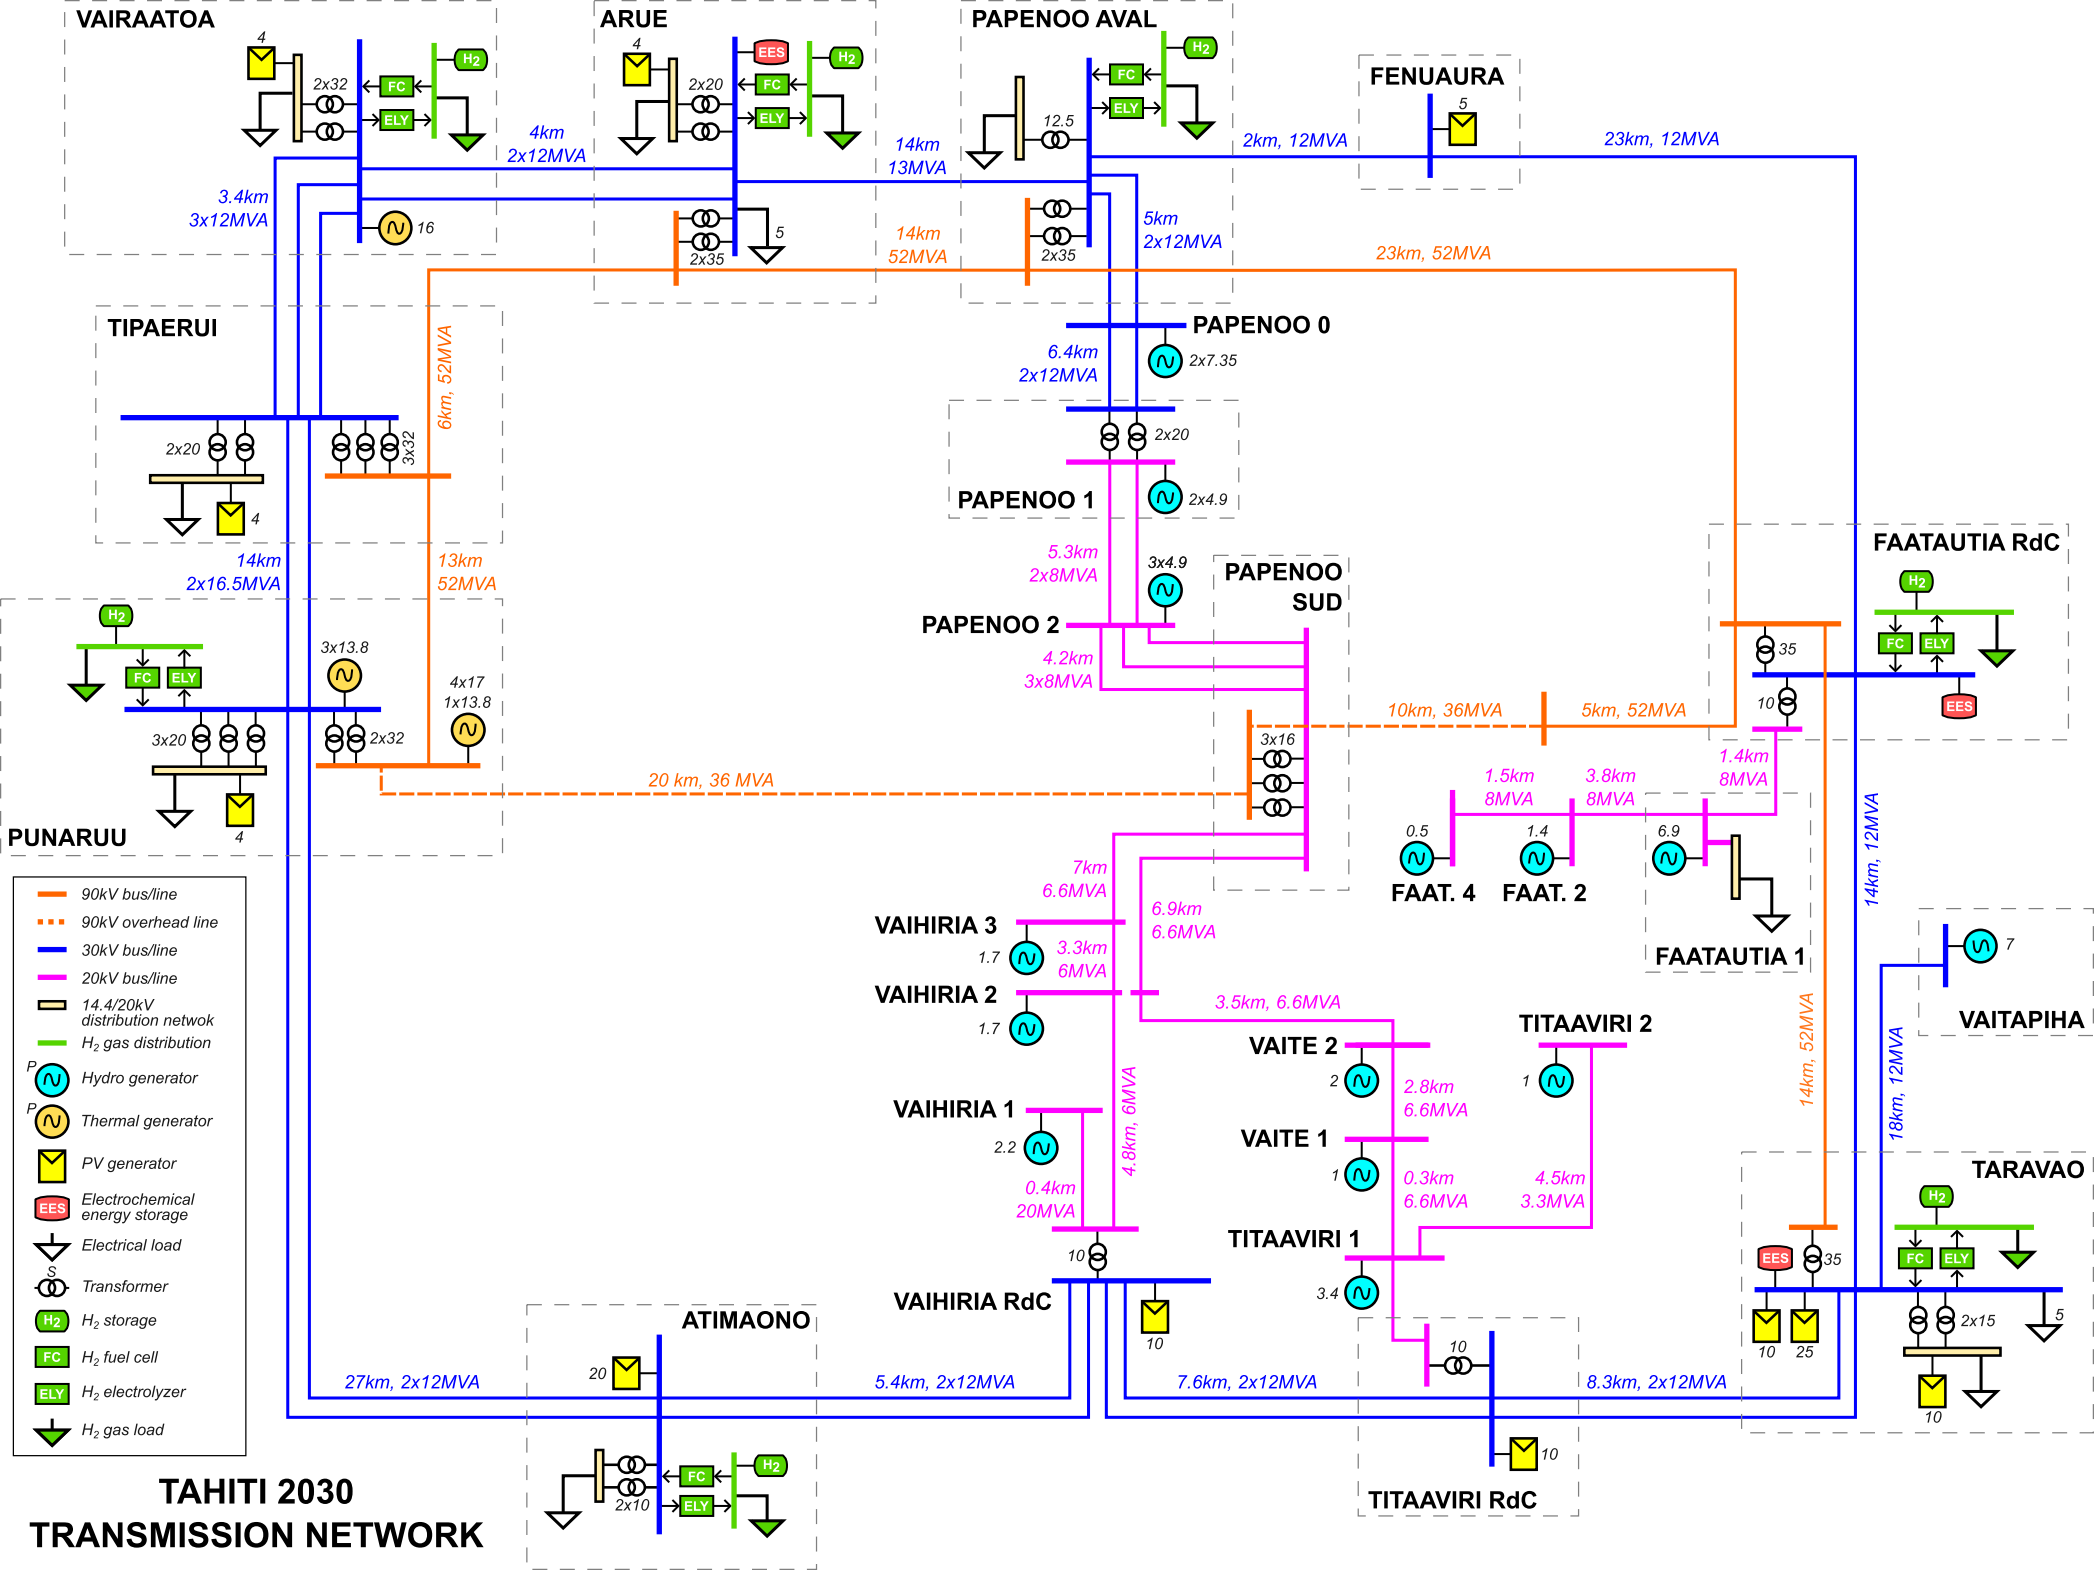 VAIRAATOA
4
2x32
H2
FC
ELY
16
3.4km
3x12MVA
4km
2x12MVA
ARUE
4
2x20
EES
H2
FC
ELY
5
2x35
14km
13MVA
14km
52MVA
PAPENOO AVAL
H2
FC
ELY
12.5
2x35
5km
2x12MVA
2km, 12MVA
FENUAURA
5
23km, 12MVA
23km, 52MVA
TIPAERUI
6km, 52MVA
2x20
3x32
4
14km
2x16.5MVA
13km
52MVA
PAPENOO 0
2x7.35
6.4km
2x12MVA
2x20
PAPENOO 1
2x4.9
5.3km
2x8MVA
3x4.9
PAPENOO 2
4.2km
3x8MVA
PAPENOO
SUD
3x16
10km, 36MVA
5km, 52MVA
FAATAUTIA RdC
H2
FC
ELY
35
10
EES
1.4km
8MVA
1.5km
8MVA
3.8km
8MVA
0.5
FAAT. 4
1.4
FAAT. 2
6.9
FAATAUTIA 1
14km, 12MVA
14km, 52MVA
18km, 12MVA
7
VAITAPIHA
H2
FC
ELY
3x13.8
4x17
1x13.8
3x20
2x32
4
PUNARUU
20 km, 36 MVA
7km
6.6MVA
6.9km
6.6MVA
VAIHIRIA 3
1.7
3.3km
6MVA
VAIHIRIA 2
1.7
3.5km, 6.6MVA
VAITE 2
2
2.8km
6.6MVA
TITAAVIRI 2
1
VAIHIRIA 1
2.2
4.8km, 6MVA
0.4km
20MVA
VAITE 1
1
0.3km
6.6MVA
4.5km
3.3MVA
TITAAVIRI 1
3.4
10
VAIHIRIA RdC
10
TARAVAO
H2
FC
ELY
EES
35
10
25
2x15
5
10
ATIMAONO
20
27km, 2x12MVA
5.4km, 2x12MVA
7.6km, 2x12MVA
8.3km, 2x12MVA
H2
FC
ELY
2x10
10
10
TITAAVIRI RdC
90kV bus/line
90kV overhead line
30kV bus/line
20kV bus/line
14.4/20kV
distribution netwok
H2 gas distribution
P
Hydro generator
P
Thermal generator
PV generator
EES
Electrochemical
energy storage
Electrical load
S
Transformer
H2
H2 storage
FC
H2 fuel cell
ELY
H2 electrolyzer
H2 gas load
TAHITI 2030
TRANSMISSION NETWORK